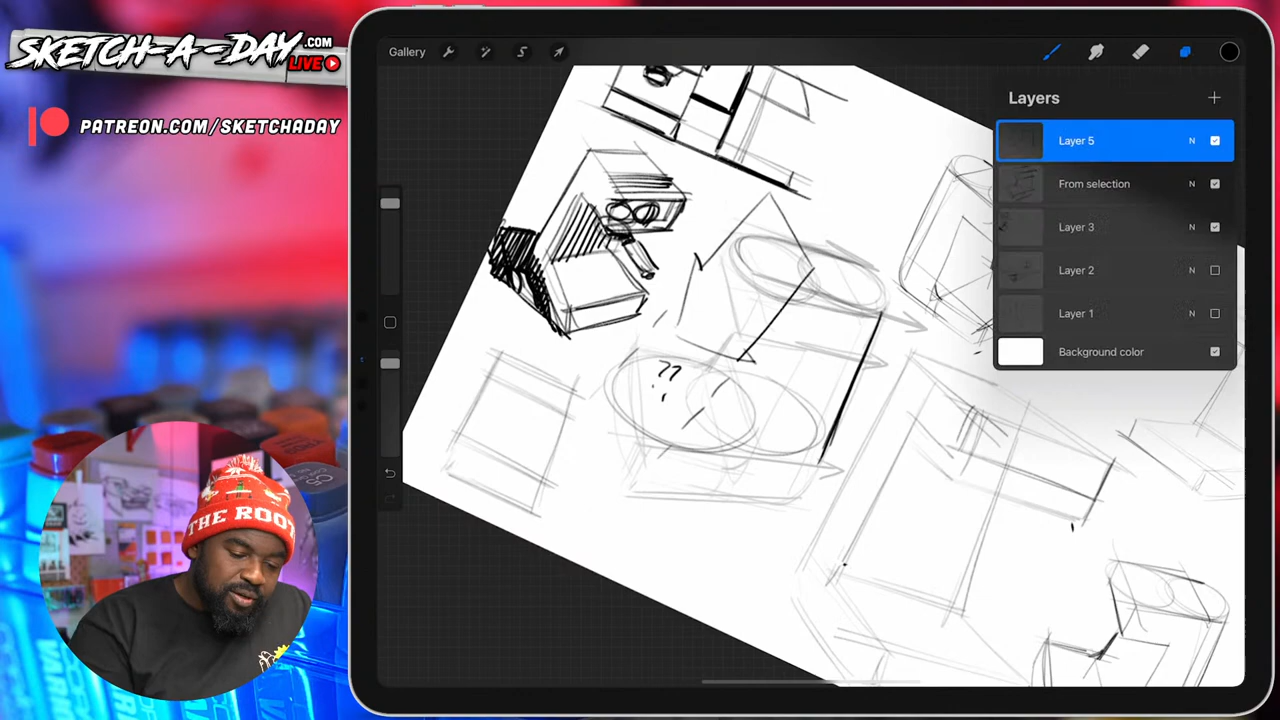 SKETCH-A-DAY.COM
LIVE
PATREON.COM/SKETCHADAY
Gallery
Layers
Layer 5 N
From selection N
Layer 3 N
Layer 2 N
Layer 1 N
Background color
??
THE ROOT